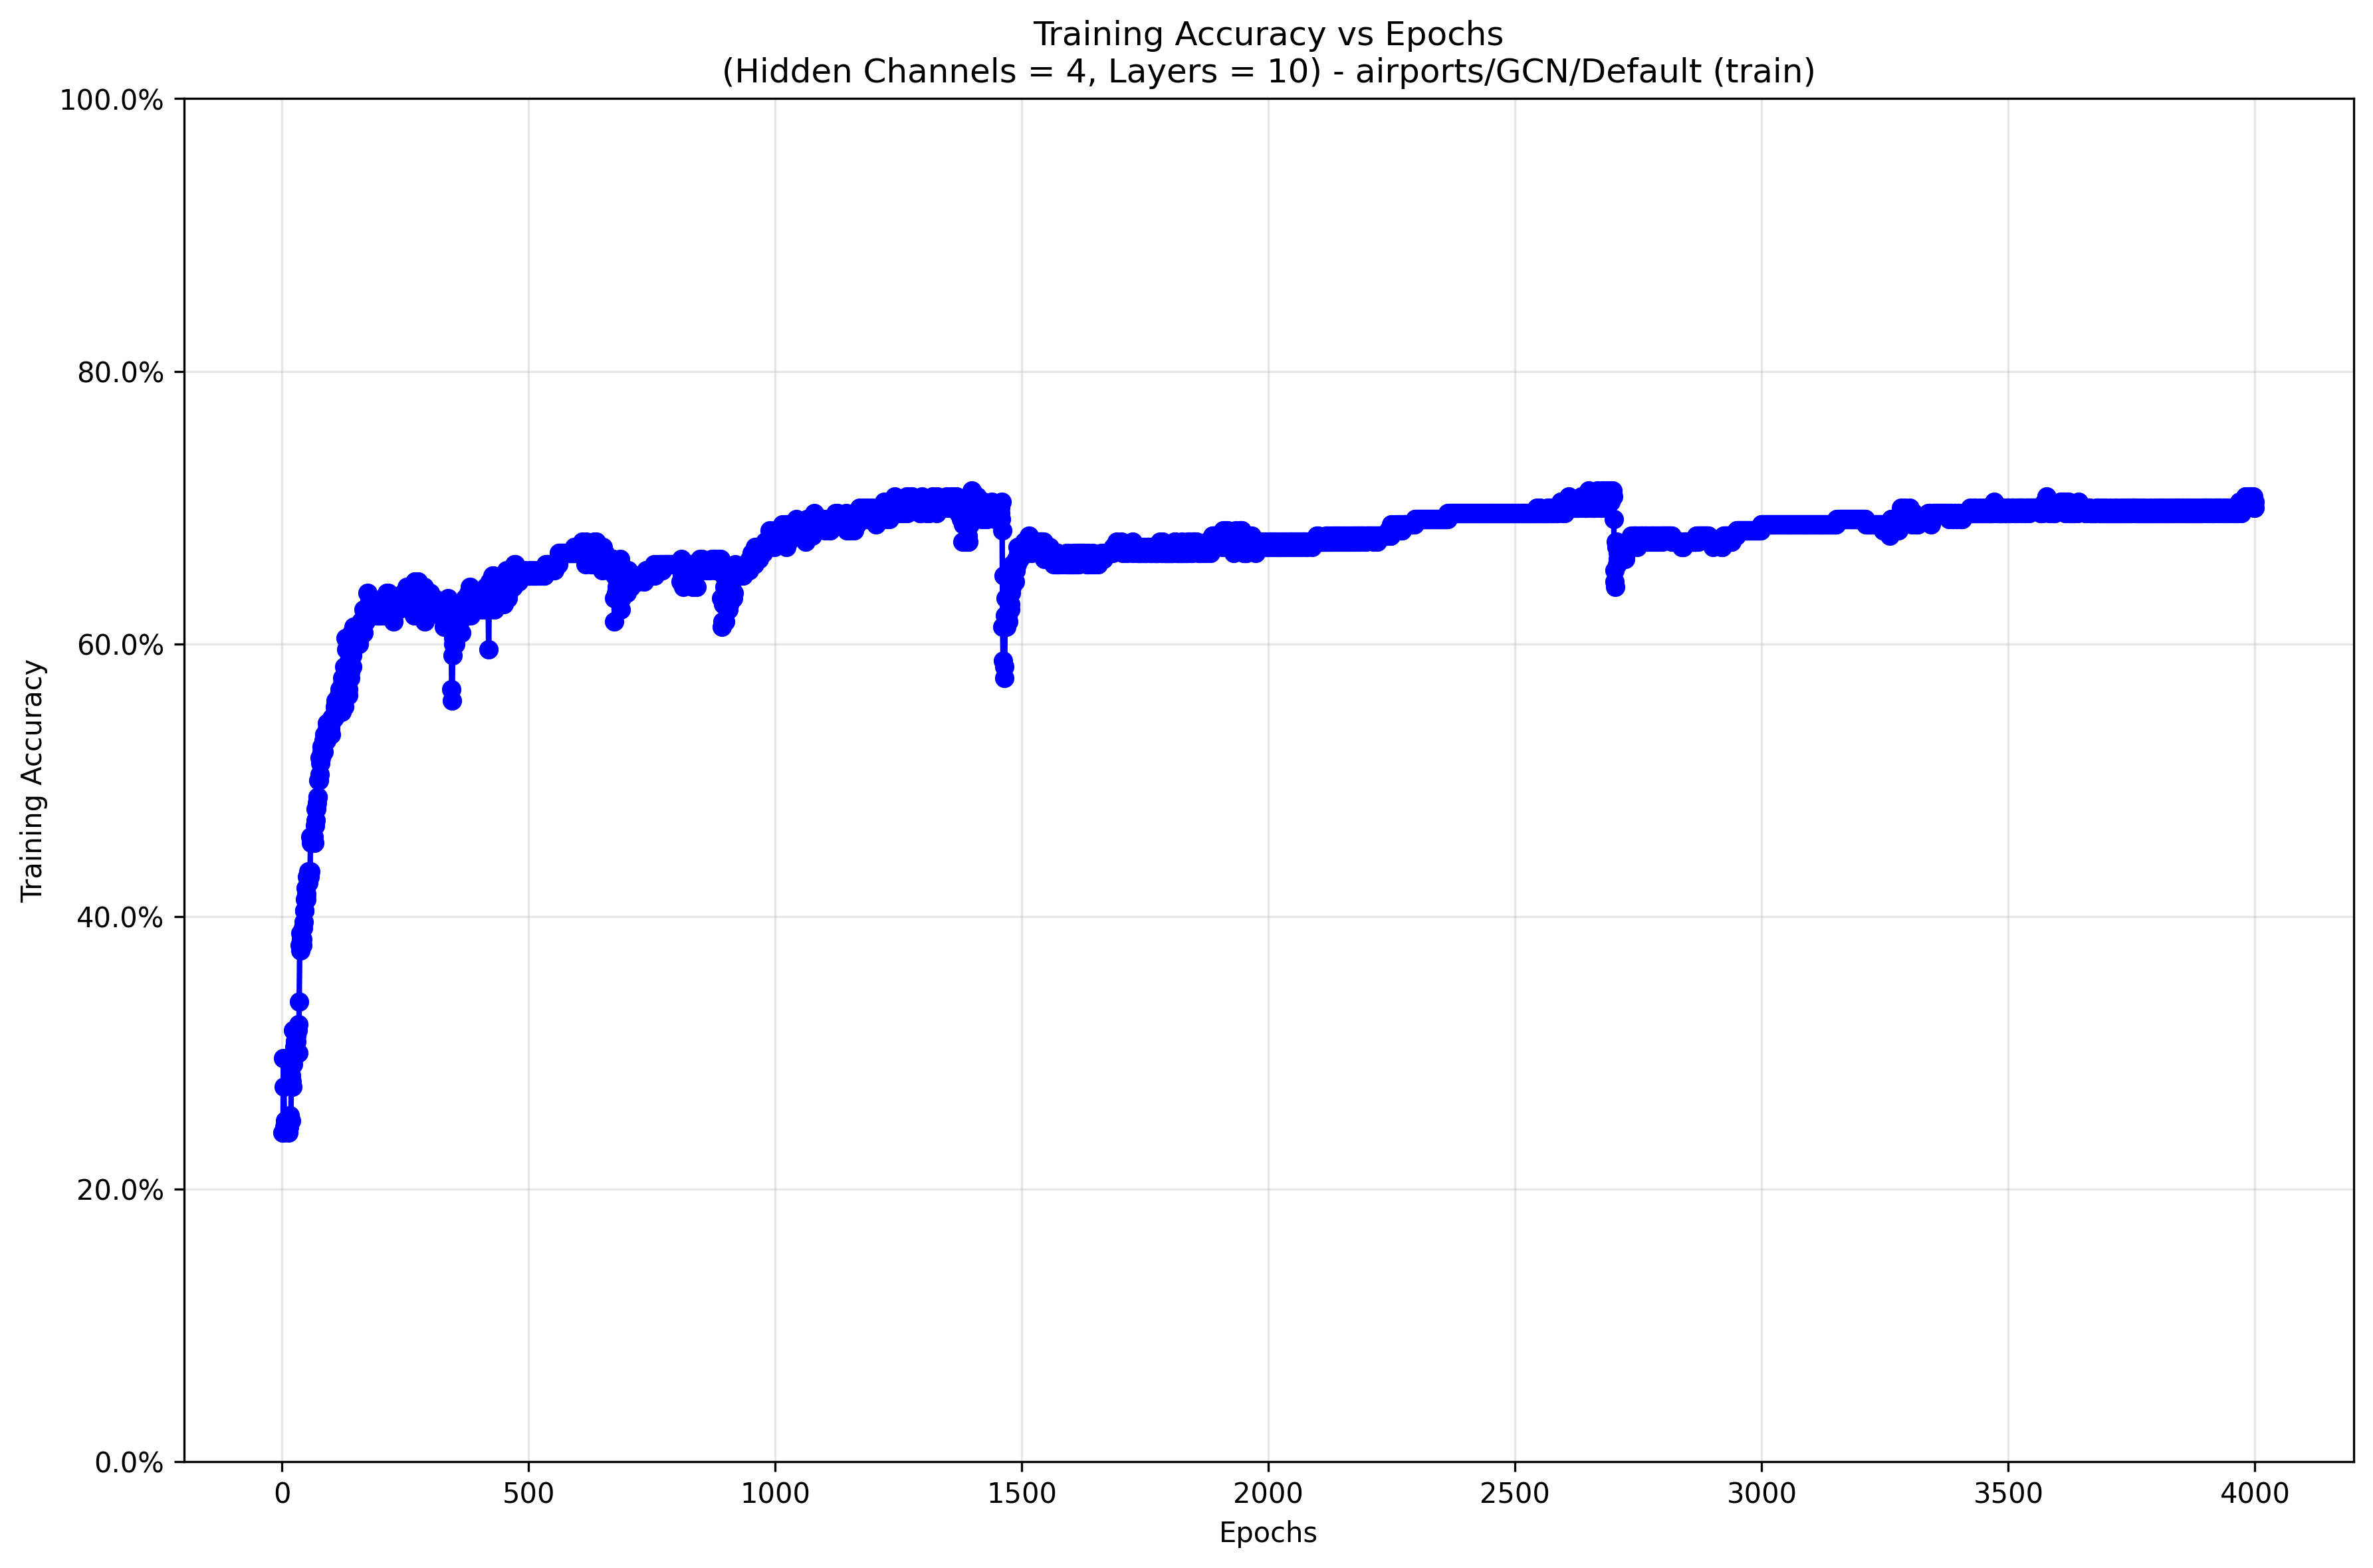 Training Accuracy vs Epochs
(Hidden Channels = 4, Layers = 10) - airports/GCN/Default (train)
100.0%
80.0%
60.0%
40.0%
20.0%
0.0%
Training Accuracy
0 500 1000 1500 2000 2500 3000 3500 4000
Epochs